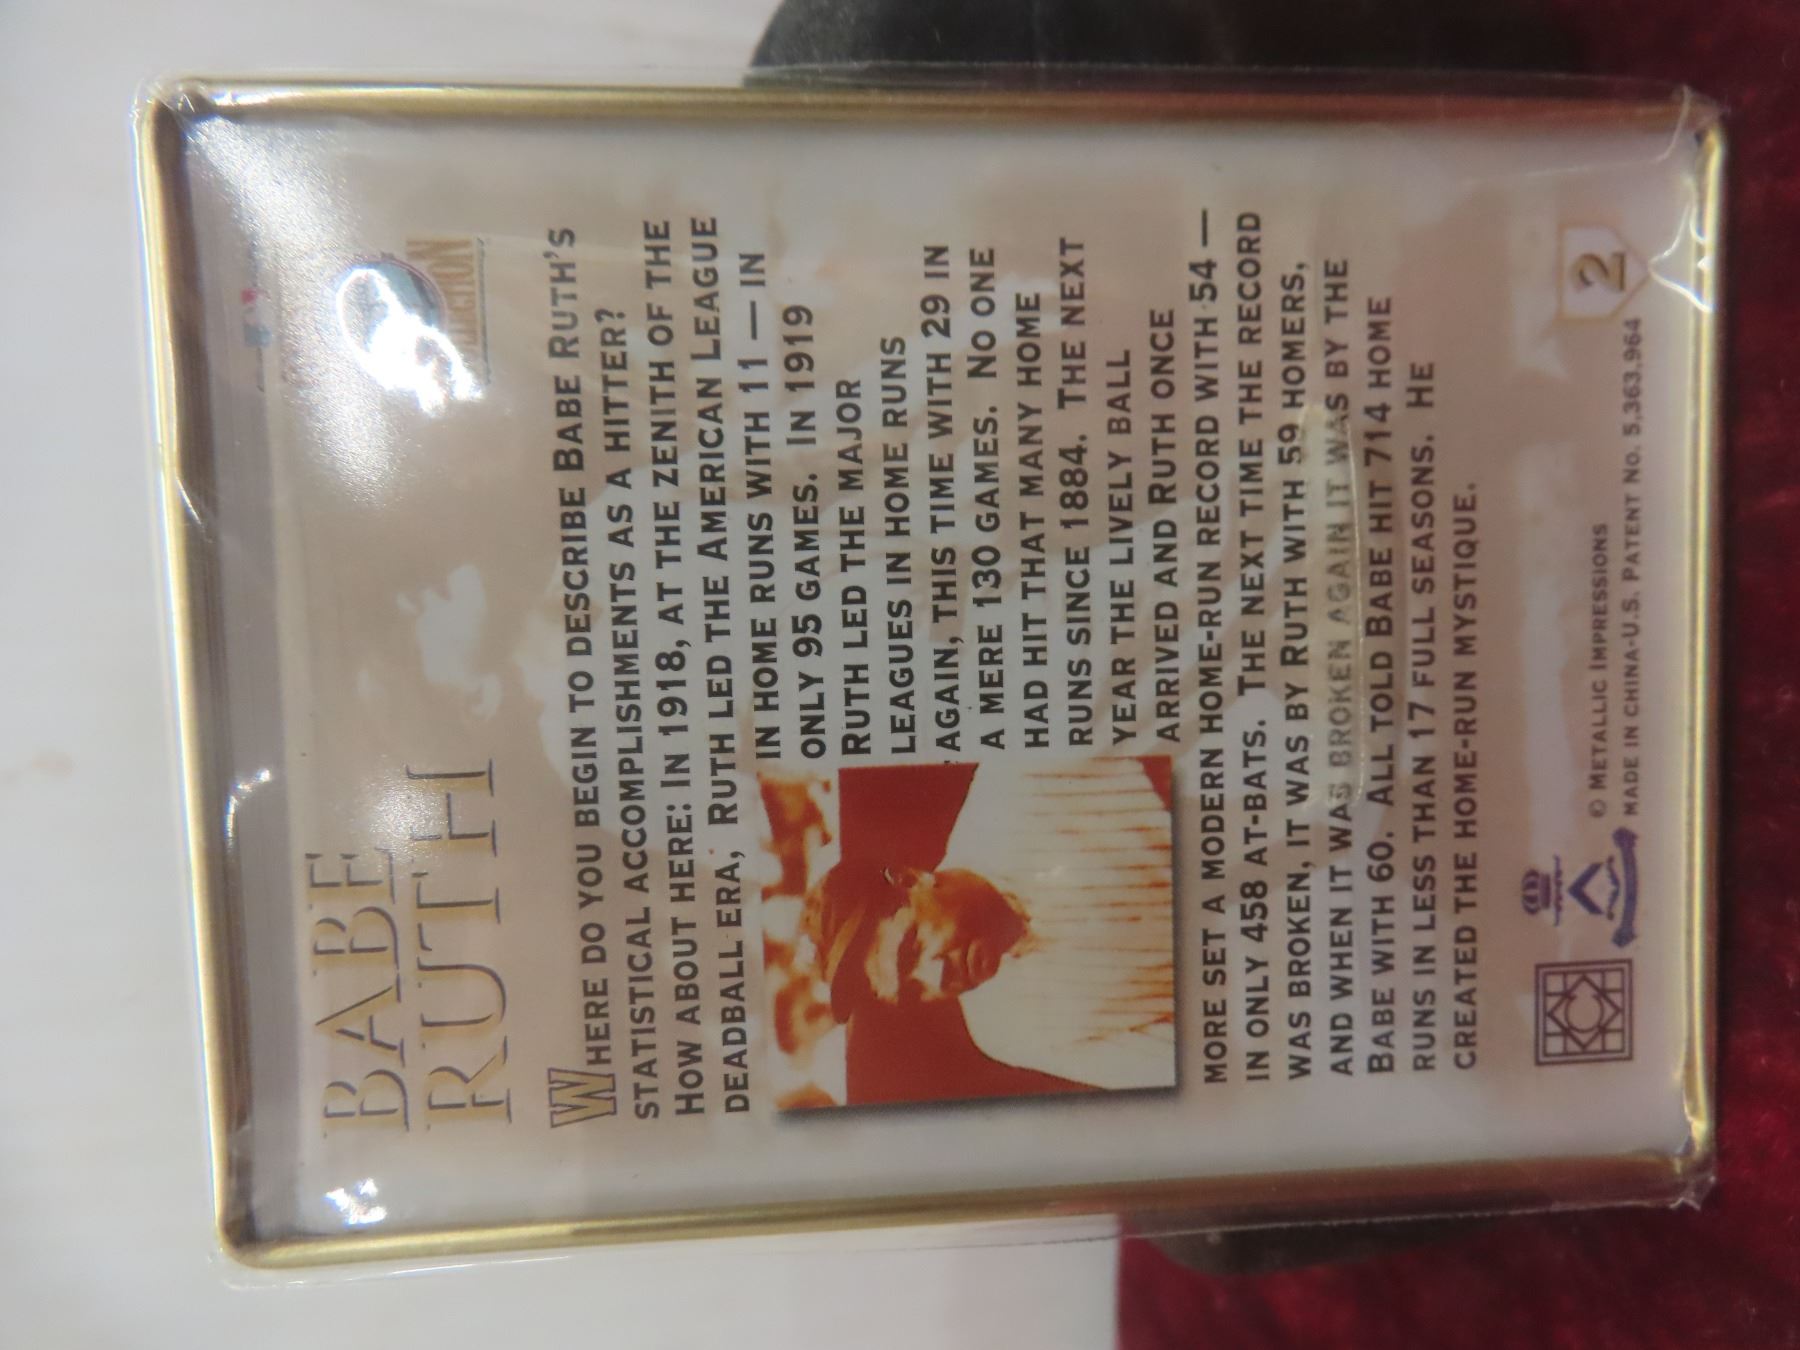 BABE
RUTH
WHERE DO YOU BEGIN TO DESCRIBE BABE RUTH'S
STATISTICAL ACCOMPLISHMENTS AS A HITTER?
HOW ABOUT HERE: IN 1918, AT THE ZENITH OF THE
DEADBALL ERA, RUTH LED THE AMERICAN LEAGUE
IN HOME RUNS WITH 11 — IN
ONLY 95 GAMES. IN 1919
RUTH LED THE MAJOR
LEAGUES IN HOME RUNS
AGAIN, THIS TIME WITH 29 IN
A MERE 130 GAMES. NO ONE
HAD HIT THAT MANY HOME
RUNS SINCE 1884. THE NEXT
YEAR THE LIVELY BALL
ARRIVED AND RUTH ONCE
MORE SET A MODERN HOME-RUN RECORD WITH 54 —
IN ONLY 458 AT-BATS. THE NEXT TIME THE RECORD
WAS BROKEN, IT WAS BY RUTH WITH 59 HOMERS,
AND WHEN IT WAS BROKEN AGAIN IT WAS BY THE
BABE WITH 60. ALL TOLD BABE HIT 714 HOME
RUNS IN LESS THAN 17 FULL SEASONS. HE
CREATED THE HOME-RUN MYSTIQUE.
© METALLIC IMPRESSIONS
MADE IN CHINA-U.S. PATENT NO. 5,363,964
2